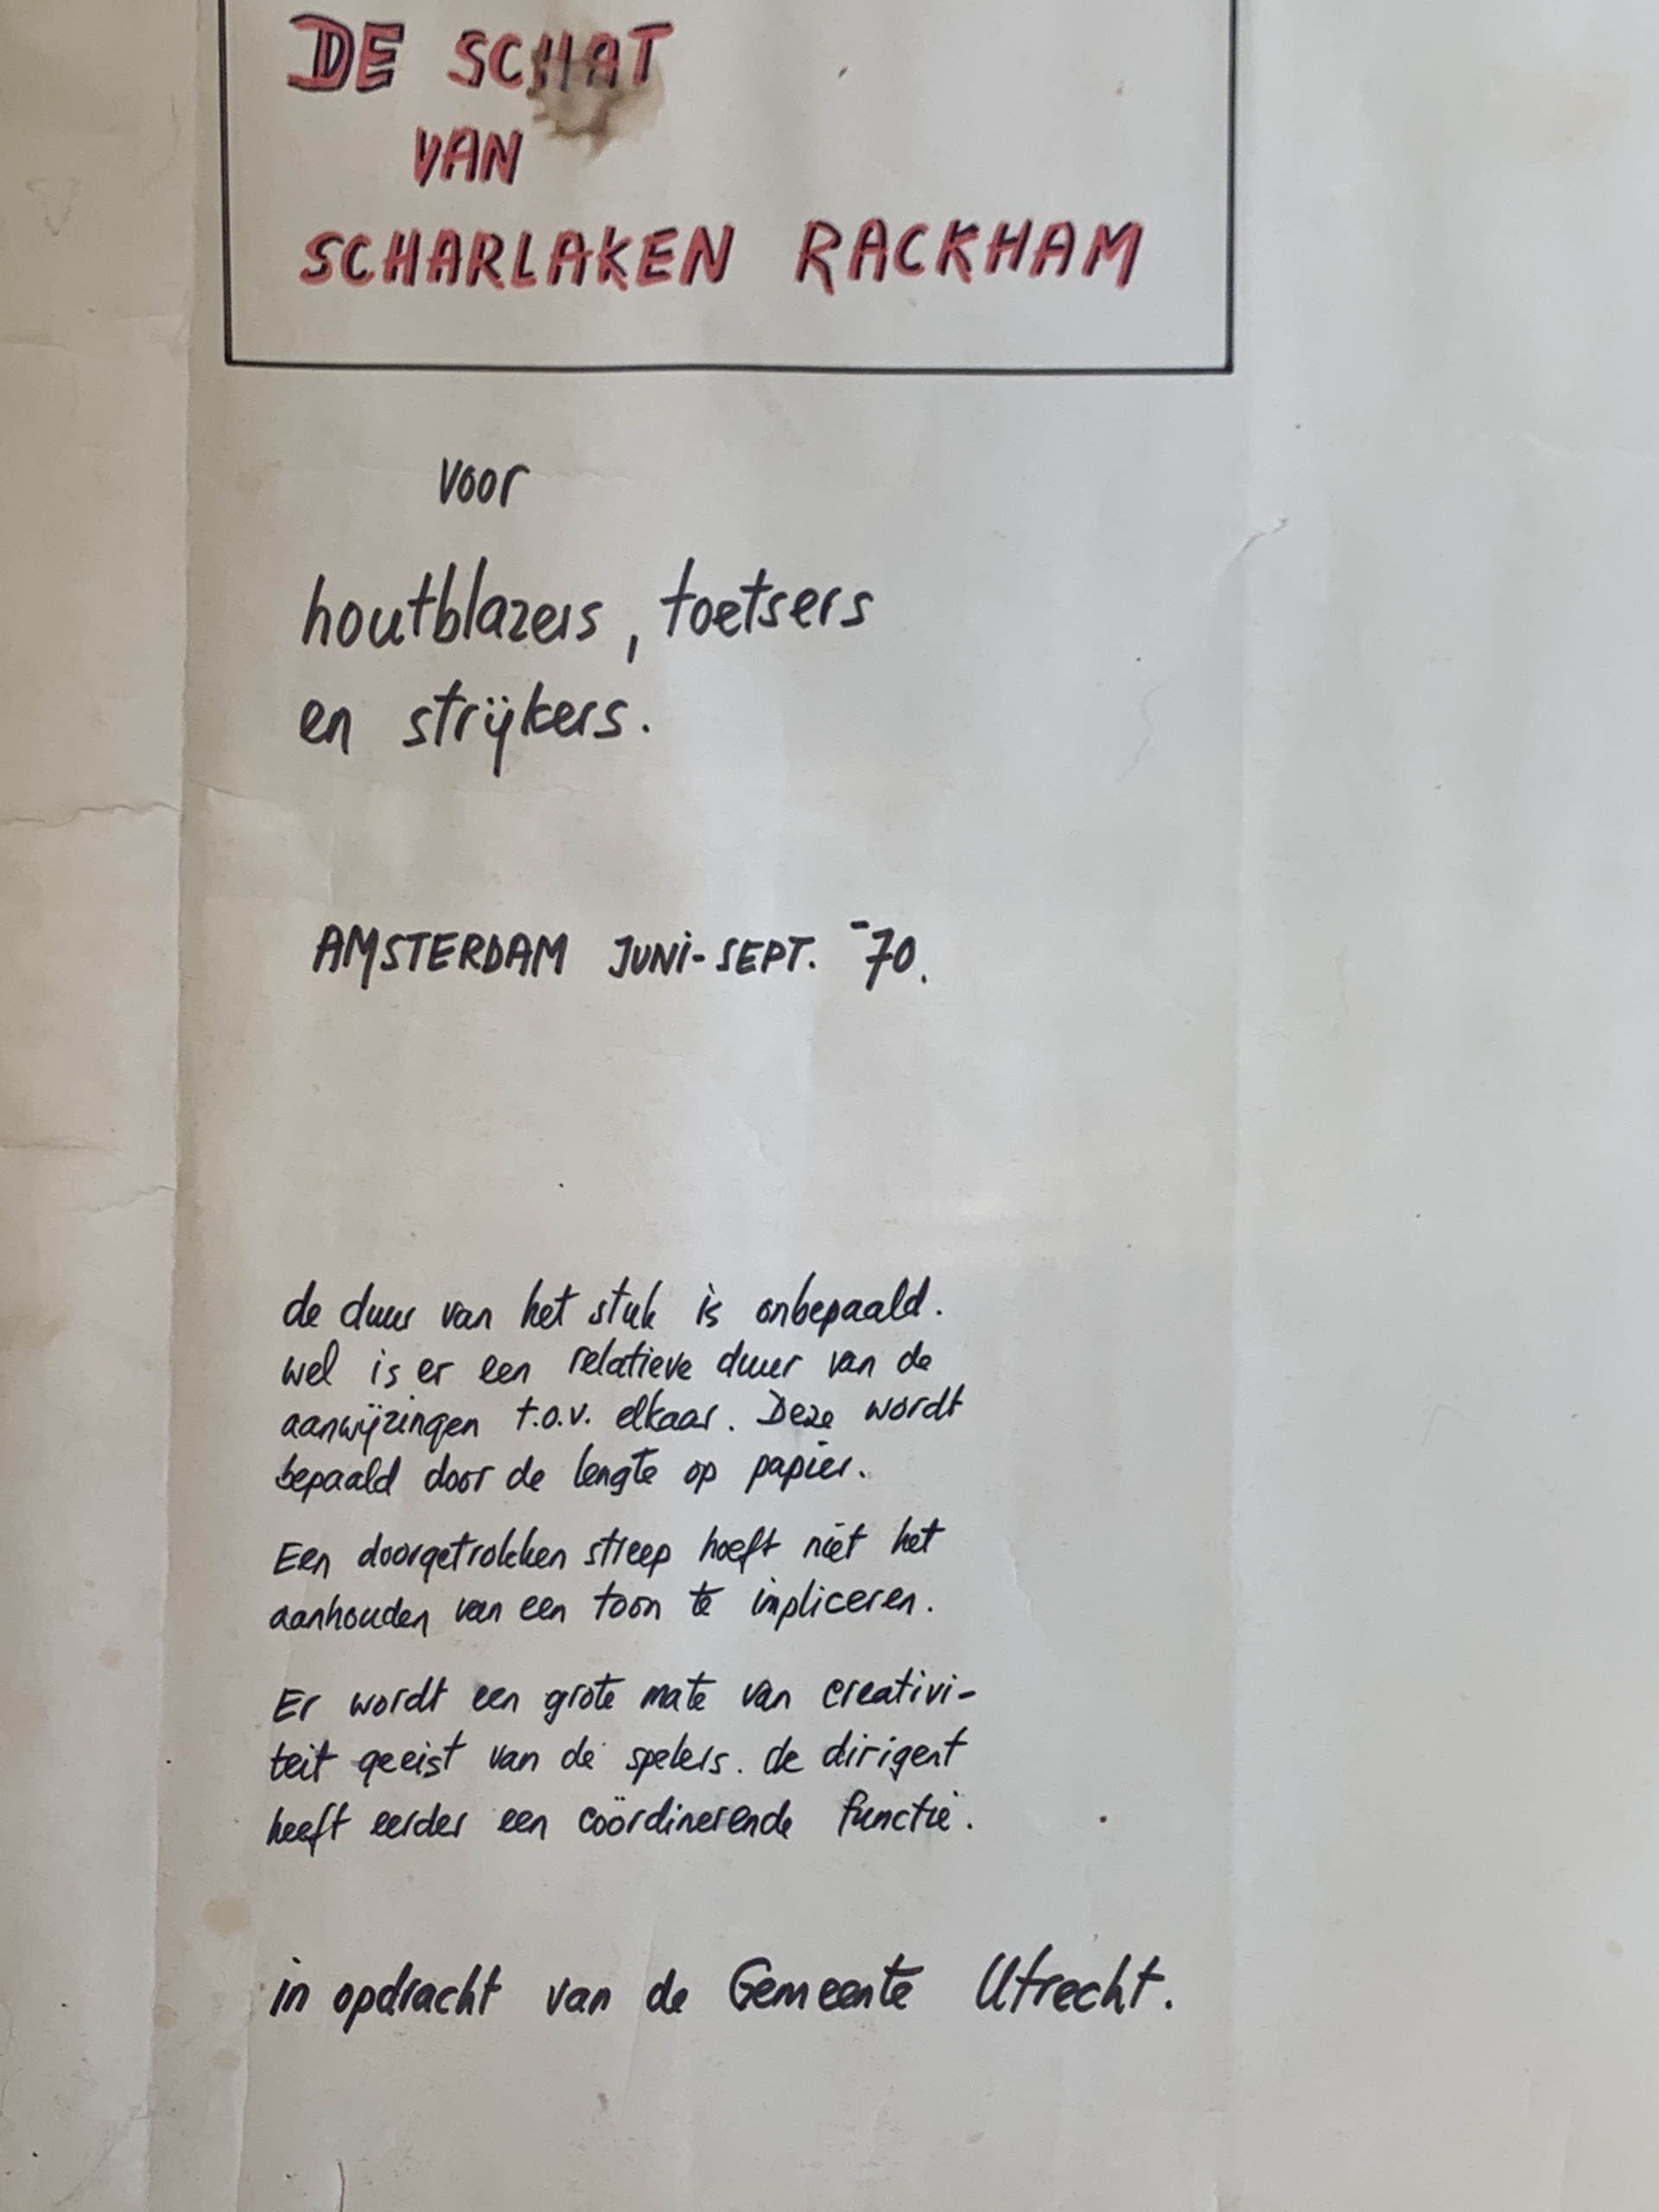 DE SCHAT
VAN
SCHARLAKEN RACKHAM
voor
houtblazers, toetsers
en strijkers.
AMSTERDAM JUNI-SEPT. -70.
de duur van het stuk is onbepaald.
wel is er een relatieve duur van de
aanwijzingen t.o.v. elkaar. Deze wordt
bepaald door de lengte op papier.
Een doorgetrokken streep hoeft niet het
aanhouden van een toon te impliceren.
Er wordt een grote mate van creativi-
teit geeist van de spelers. de dirigent
heeft eerder een coördinerende functie.
in opdracht van de Gemeente Utrecht.